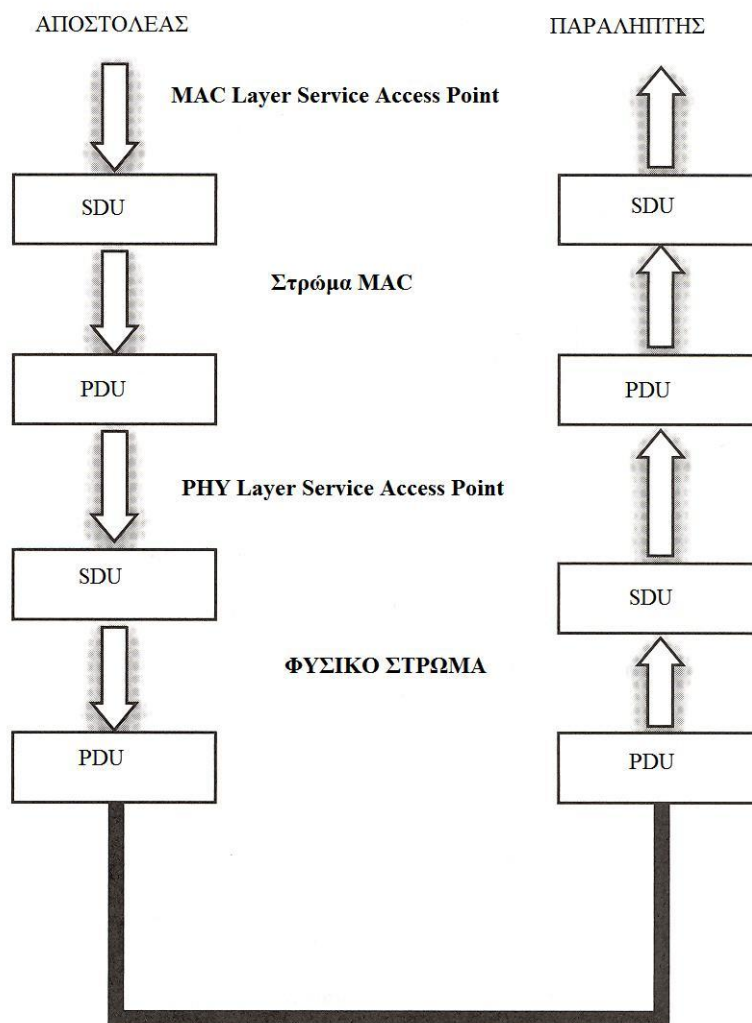 ΑΠΟΣΤΟΛΕΑΣ
ΠΑΡΑΛΗΠΤΗΣ
MAC Layer Service Access Point
SDU
SDU
Στρώμα MAC
PDU
PDU
PHY Layer Service Access Point
SDU
SDU
ΦΥΣΙΚΟ ΣΤΡΩΜΑ
PDU
PDU